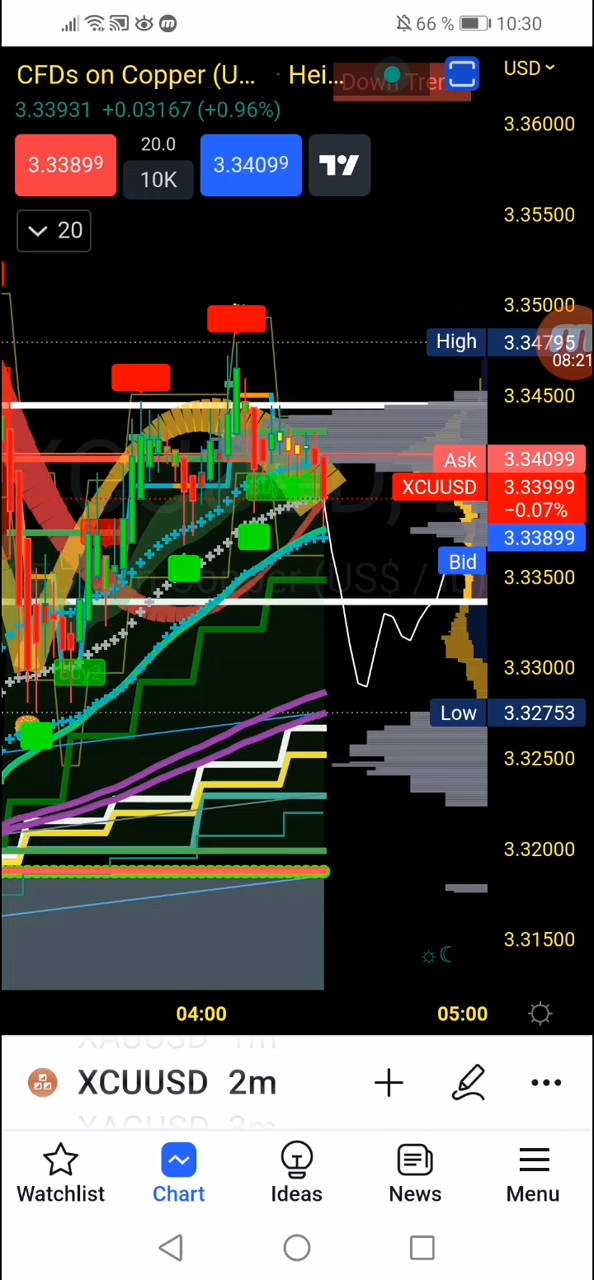 66 % 10:30
CFDs on Copper (U... · Hei...
Down Tren
USD
3.33931 +0.03167 (+0.96%)
3.36000
3.33899
20.0
10K
3.34099
20
3.35500
3.35000
High 3.34795
08:21
3.34500
Ask 3.34099
XCUUSD 3.33999
−0.07%
3.33899
Bid
3.33500
3.33000
Buy2
Low 3.32753
3.32500
3.32000
3.31500
04:00 05:00
XCUUSD 2m
Watchlist Chart Ideas News Menu